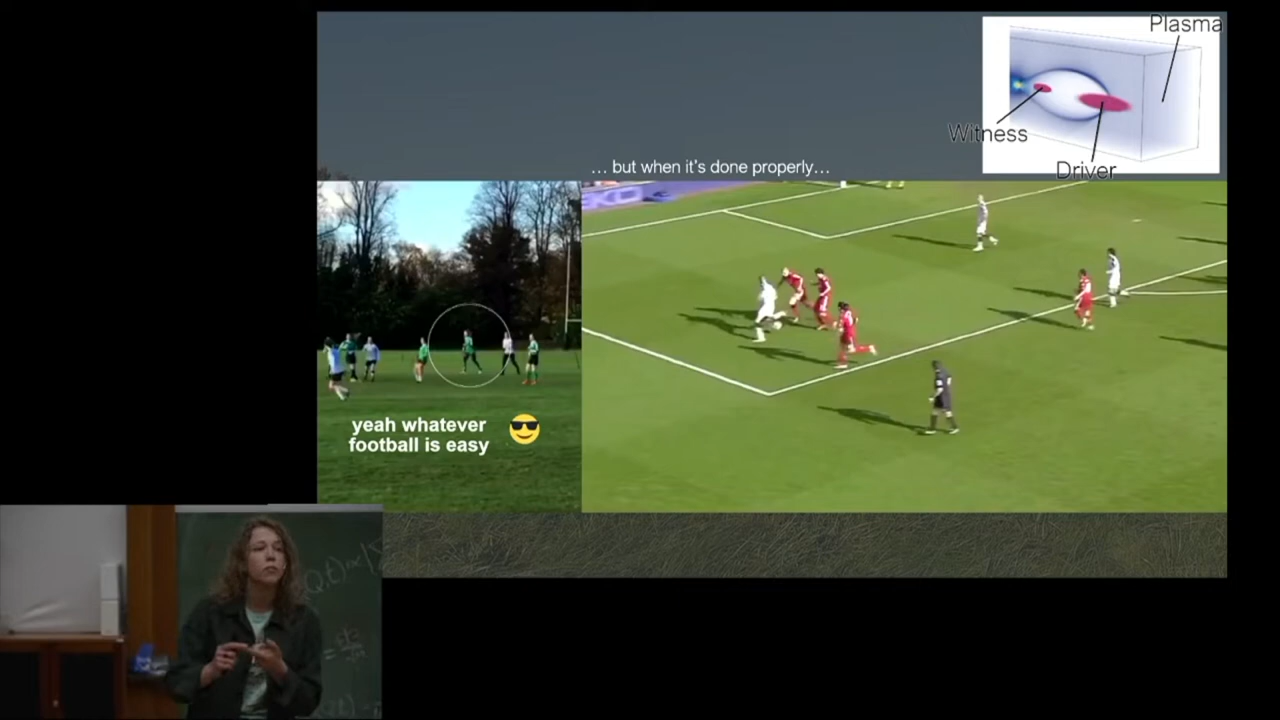 Plasma
Witness
Driver
... but when it's done properly...
yeah whatever
football is easy